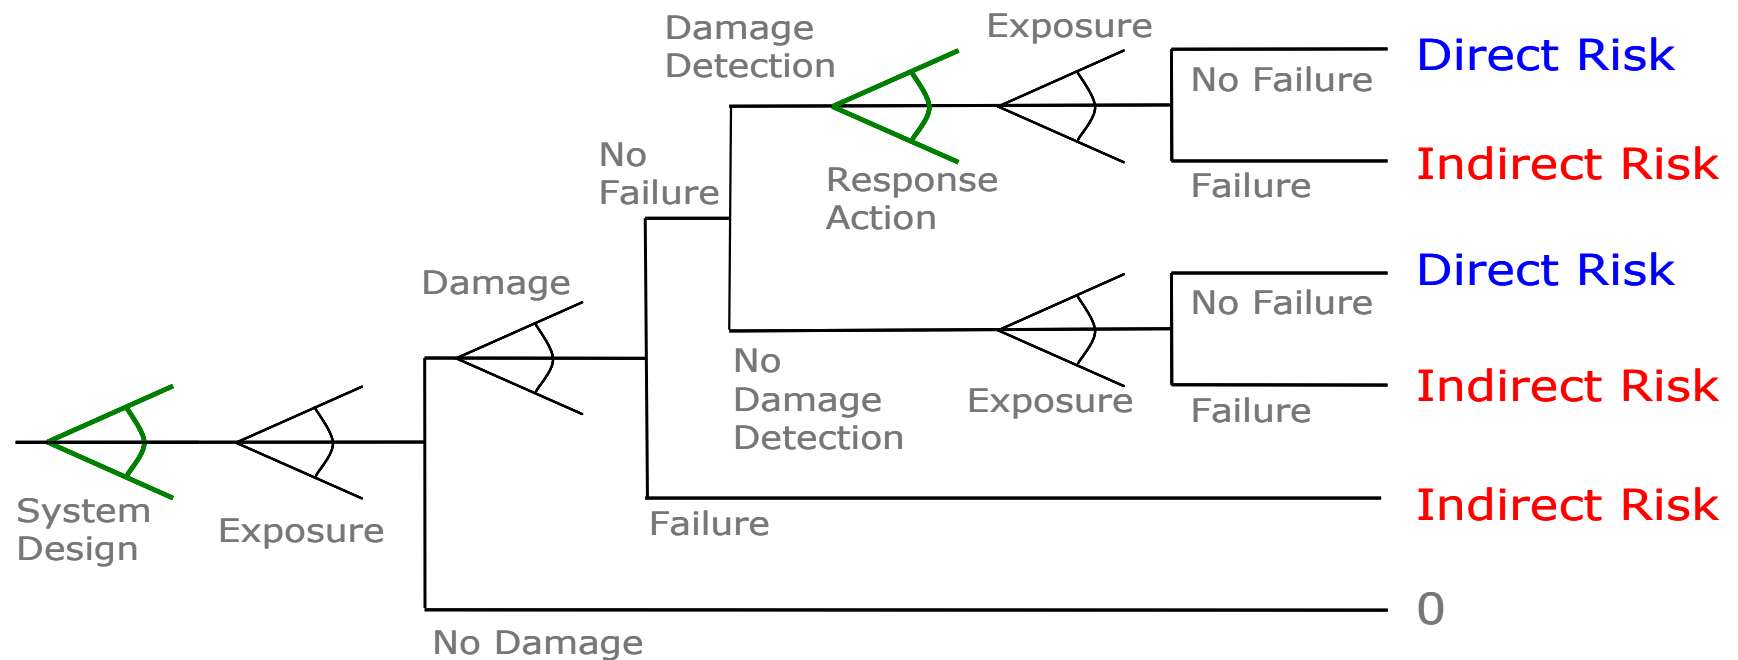 Damage
Detection
Exposure
No Failure
Direct Risk
No
Failure
Response
Action
Failure
Indirect Risk
Damage
No
Damage
Detection
Exposure
No Failure
Direct Risk
Failure
Indirect Risk
System
Design
Exposure
Failure
Indirect Risk
No Damage
0